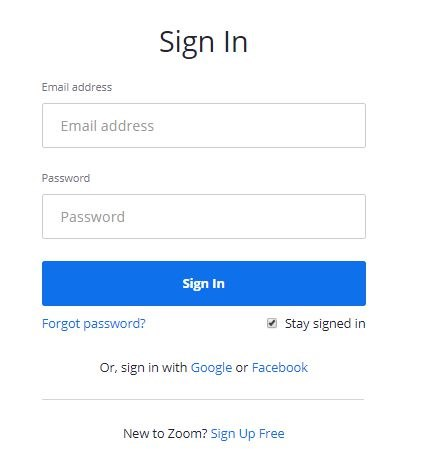 Sign In
Email address
Email address
Password
Password
Sign In
Forgot password? Stay signed in
Or, sign in with Google or Facebook
New to Zoom? Sign Up Free